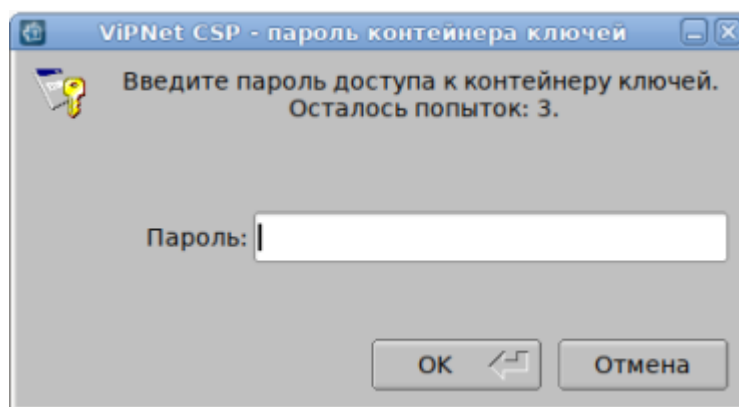 ViPNet CSP - пароль контейнера ключей
Введите пароль доступа к контейнеру ключей.
Осталось попыток: 3.
Пароль:
OK
Отмена